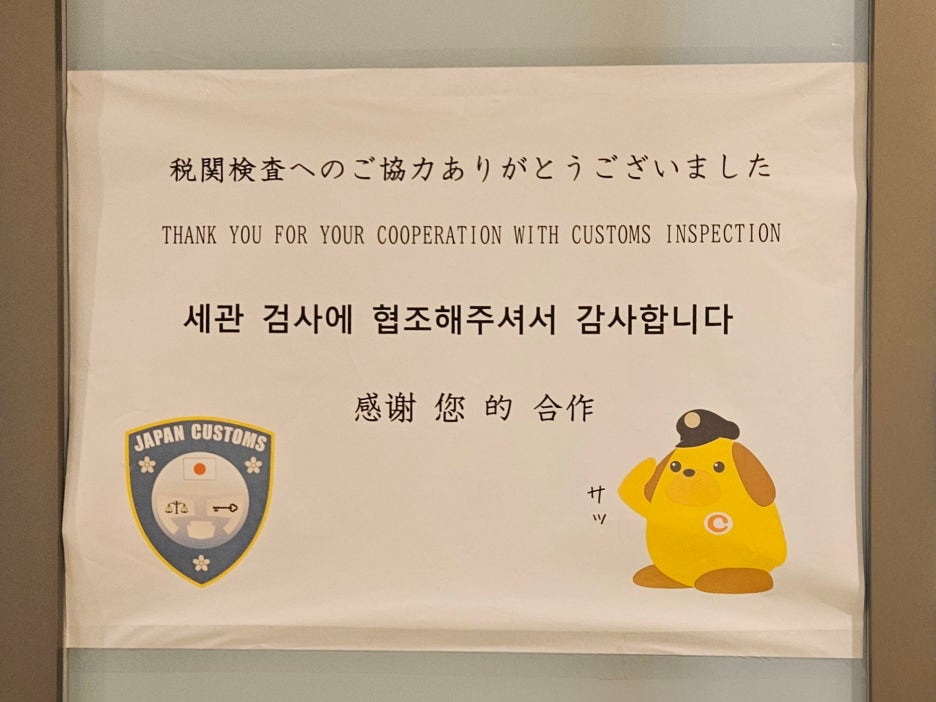 税関検査へのご協力ありがとうございました
THANK YOU FOR YOUR COOPERATION WITH CUSTOMS INSPECTION
세관 검사에 협조해주셔서 감사합니다
感谢 您 的 合作
JAPAN CUSTOMS
サッ
C